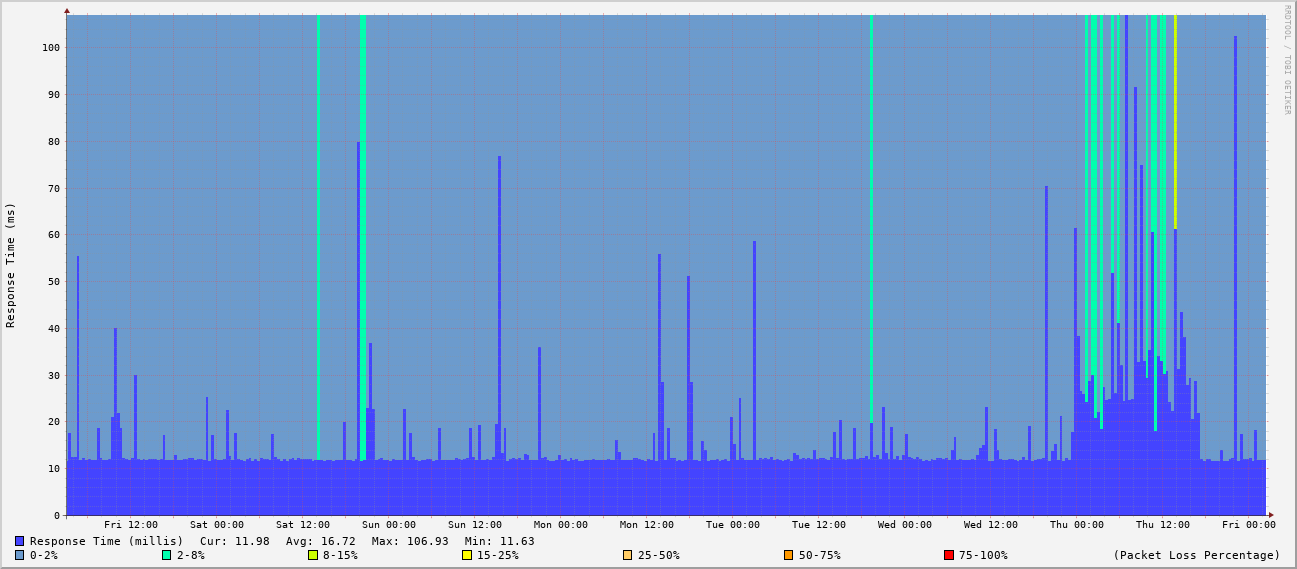 RRDTOOL / TOBI OETIKER
Response Time (ms)
100
90
80
70
60
50
40
30
20
10
0
Fri 12:00 Sat 00:00 Sat 12:00 Sun 00:00 Sun 12:00 Mon 00:00 Mon 12:00 Tue 00:00 Tue 12:00 Wed 00:00 Wed 12:00 Thu 00:00 Thu 12:00 Fri 00:00
Response Time (millis) Cur: 11.98 Avg: 16.72 Max: 106.93 Min: 11.63
0-2% 2-8% 8-15% 15-25% 25-50% 50-75% 75-100% (Packet Loss Percentage)